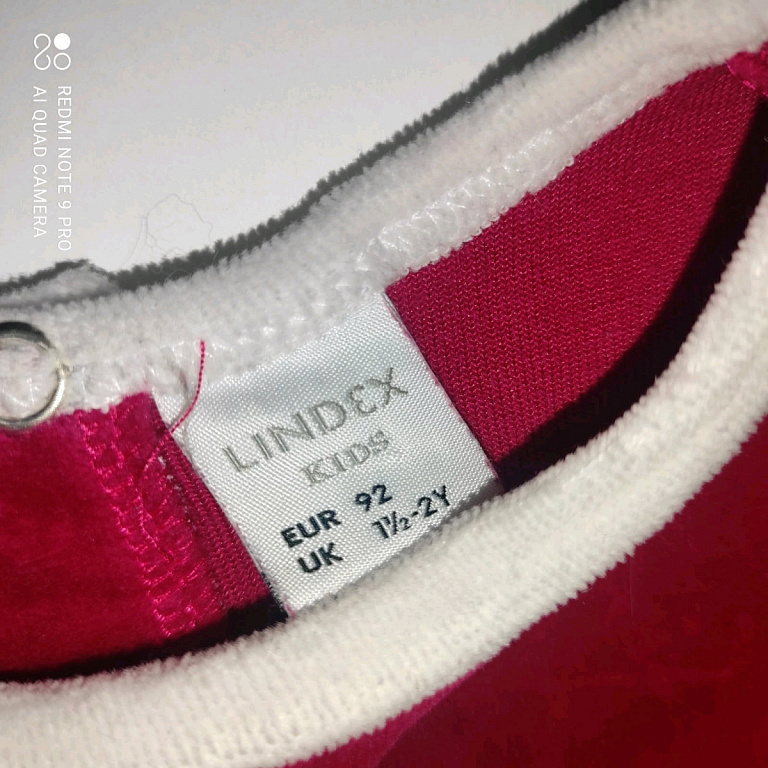 REDMI NOTE 9 PRO
AI QUAD CAMERA
LINDEX
KIDS
EUR 92
UK 1½-2Y